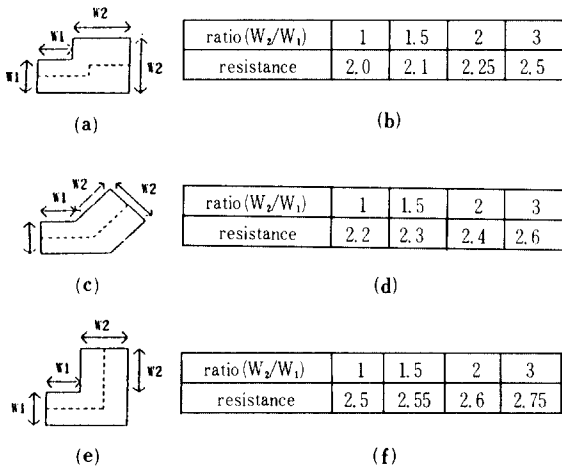 W2
W1
W1
W2
(a)
ratio (W₂/W₁) 1 1.5 2 3
resistance 2.0 2.1 2.25 2.5
(b)
W2
W1
W2
(c)
ratio (W₂/W₁) 1 1.5 2 3
resistance 2.2 2.3 2.4 2.6
(d)
W2
W1
W2
W1
(e)
ratio (W₂/W₁) 1 1.5 2 3
resistance 2.5 2.55 2.6 2.75
(f)